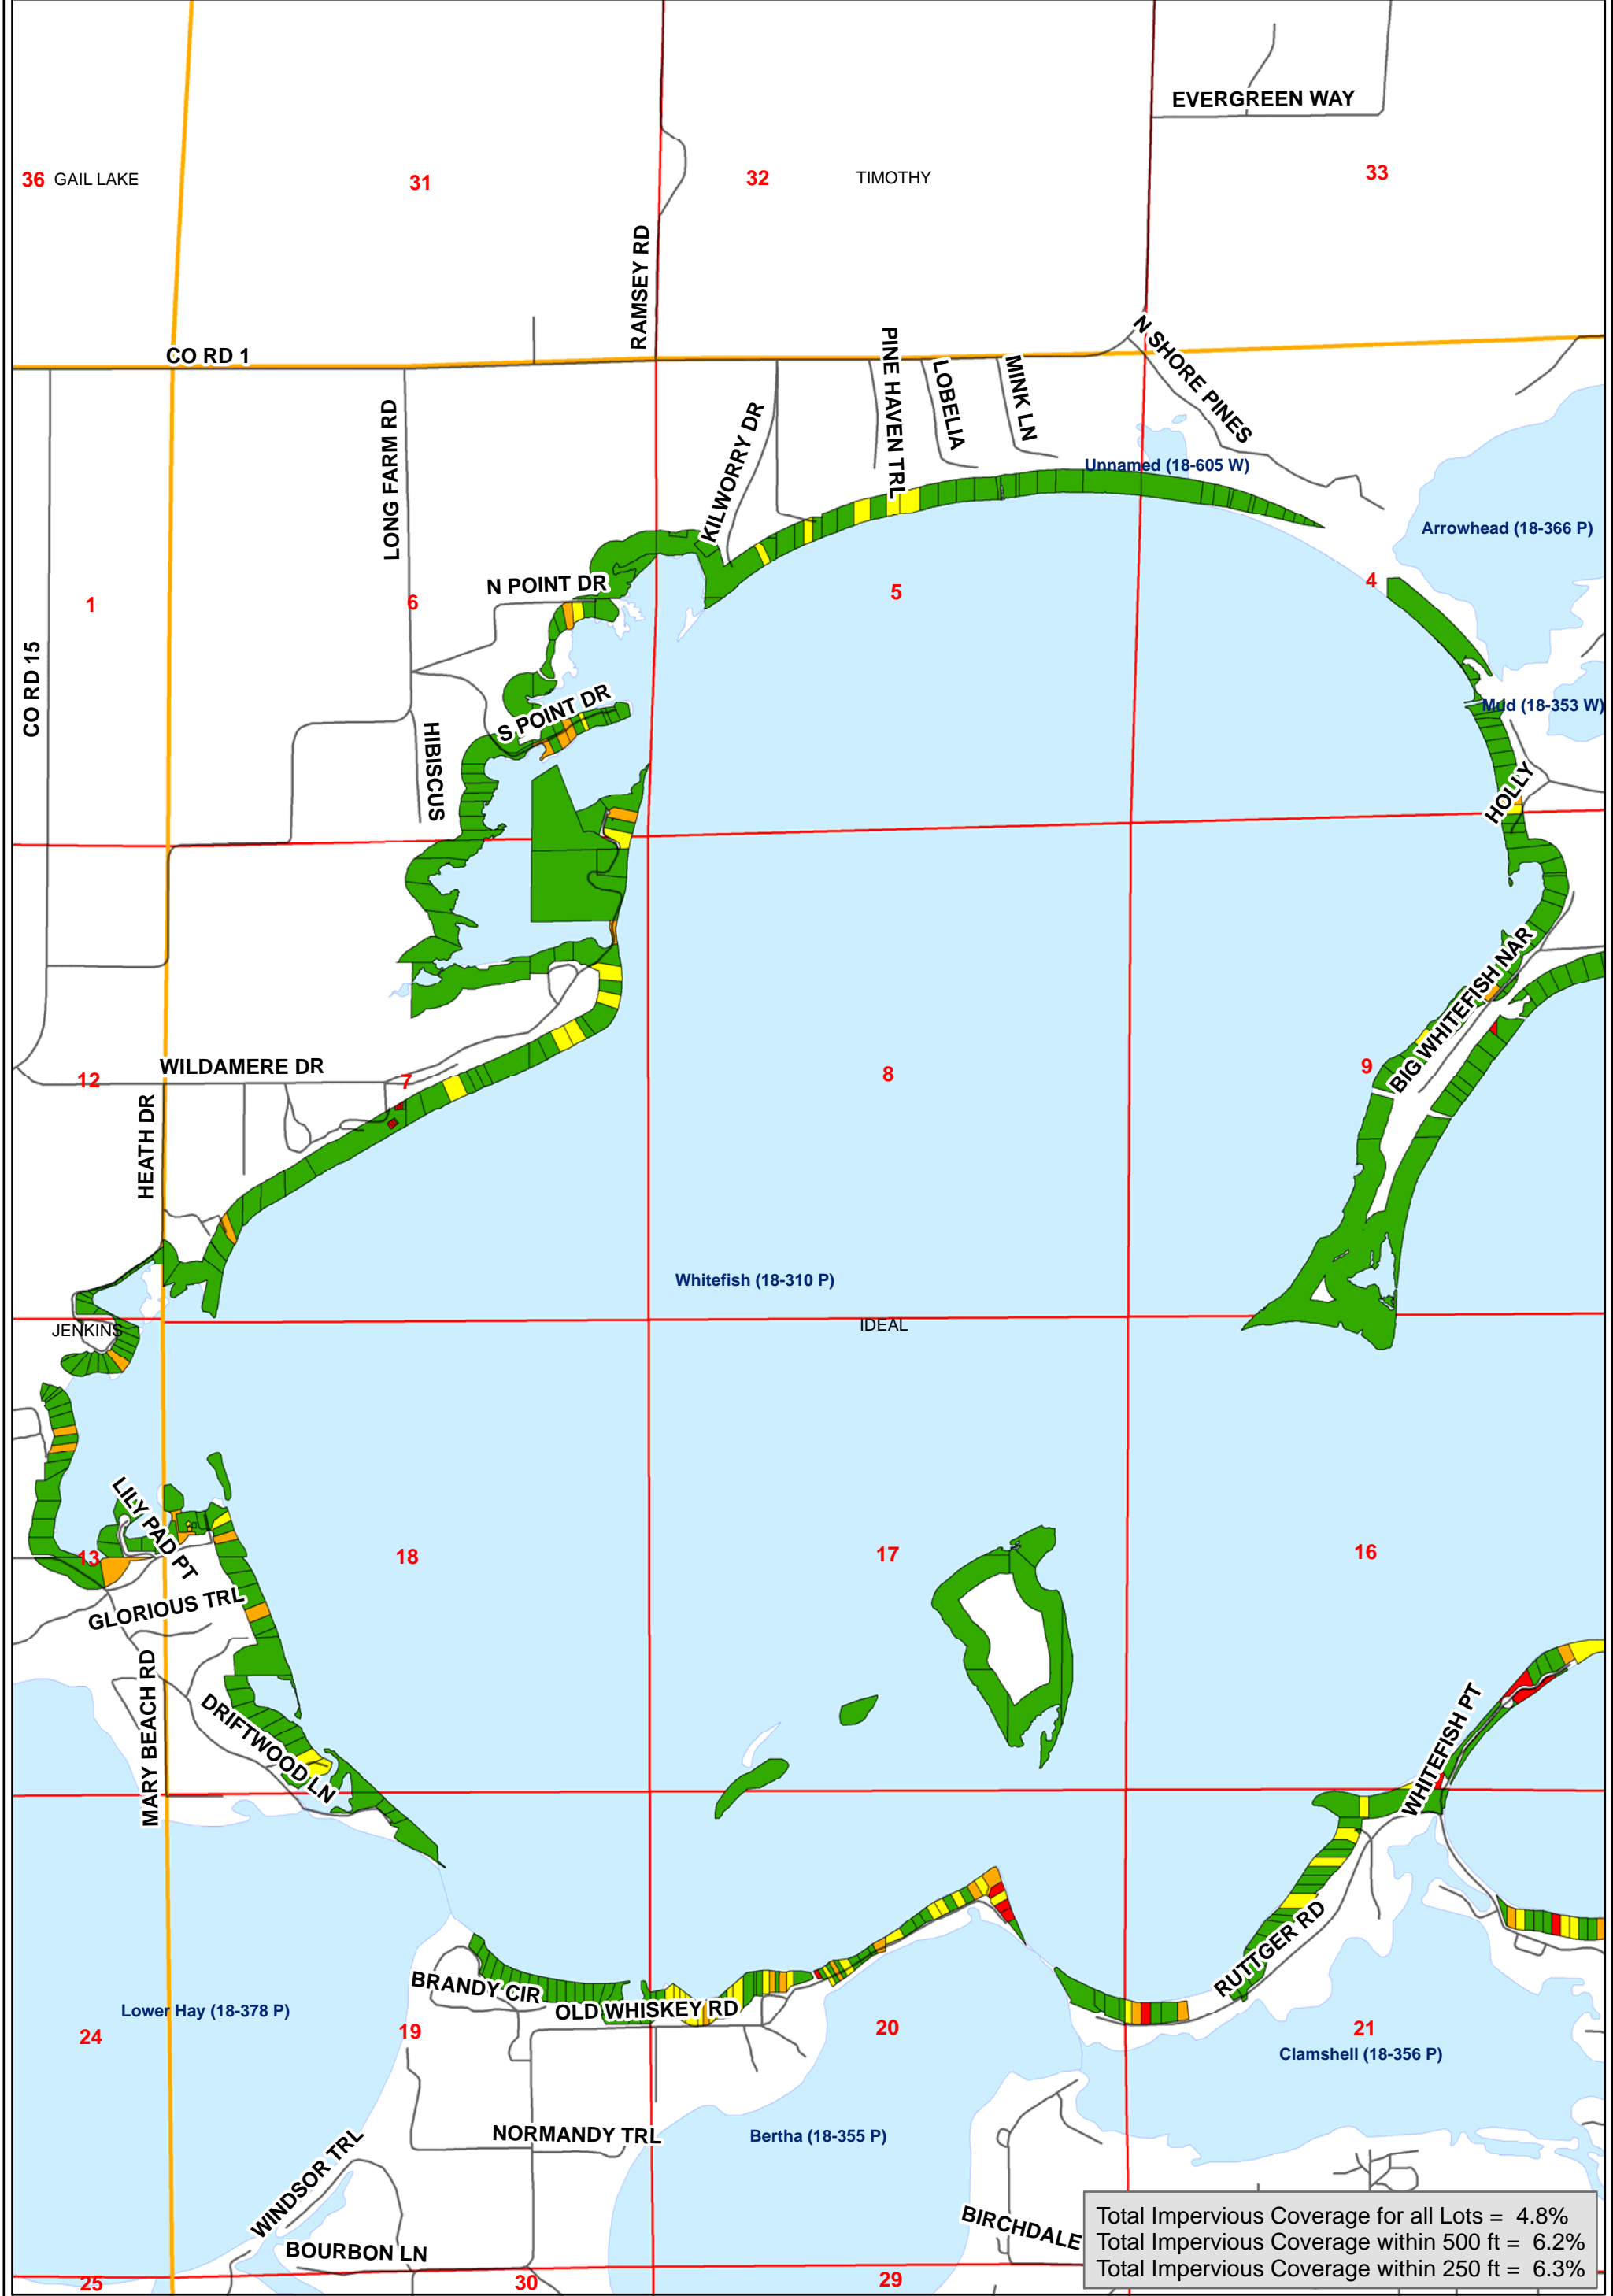 EVERGREEN WAY
36 GAIL LAKE
31
32
TIMOTHY
33
RAMSEY RD
CO RD 1
N SHORE PINES
PINE HAVEN TRL
LOBELIA
MINK LN
LONG FARM RD
KILWORRY DR
Unnamed (18-605 W)
Arrowhead (18-366 P)
N POINT DR
1
6
5
4
CO RD 15
S POINT DR
HIBISCUS
Mud (18-353 W)
HOLLY
BIG WHITEFISH NAR
WILDAMERE DR
12
7
8
9
HEATH DR
Whitefish (18-310 P)
JENKINS
IDEAL
LILY PAD PT
13
18
17
16
GLORIOUS TRL
MARY BEACH RD
DRIFTWOOD LN
WHITEFISH PT
RUTTGER RD
BRANDY CIR
OLD WHISKEY RD
Lower Hay (18-378 P)
24
19
20
21
Clamshell (18-356 P)
NORMANDY TRL
Bertha (18-355 P)
WINDSOR TRL
BIRCHDALE
BOURBON LN
25
30
29
Total Impervious Coverage for all Lots = 4.8%
Total Impervious Coverage within 500 ft = 6.2%
Total Impervious Coverage within 250 ft = 6.3%